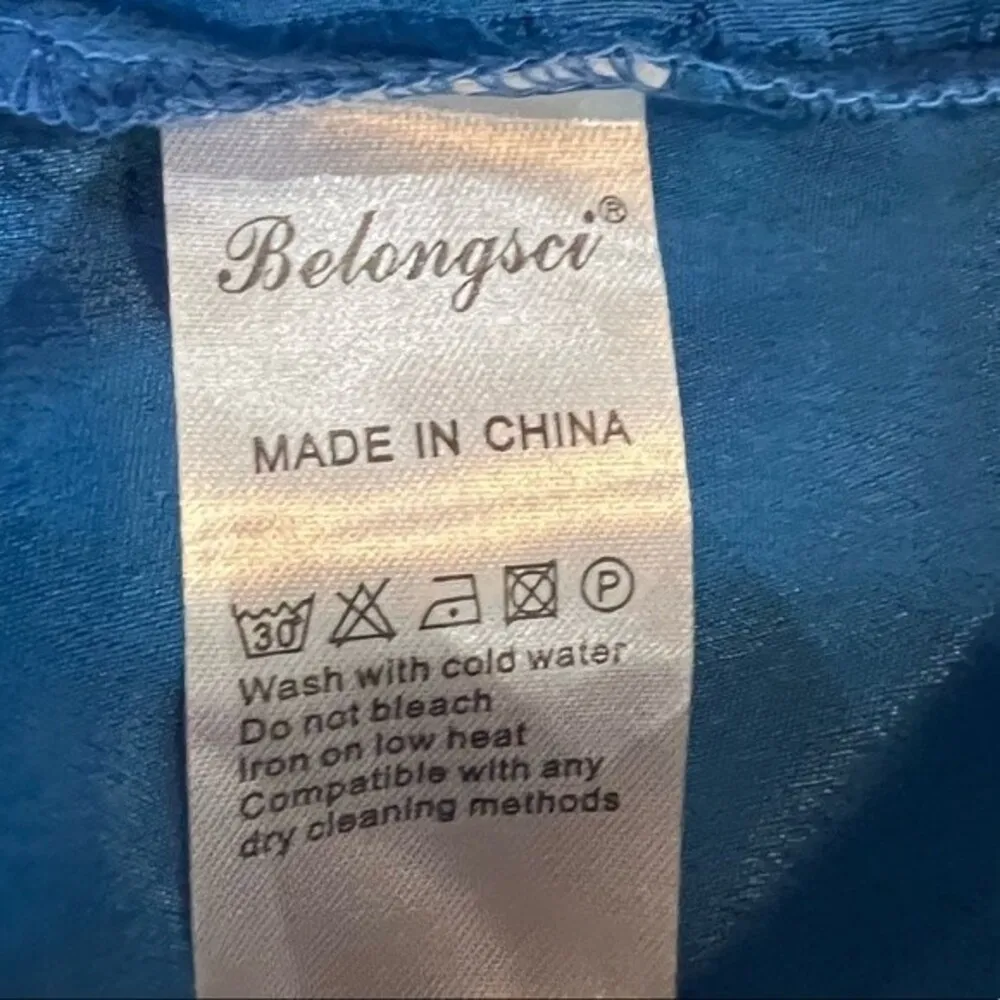 Belongsci®
MADE IN CHINA
30° P
Wash with cold water
Do not bleach
Iron on low heat
Compatible with any
dry cleaning methods